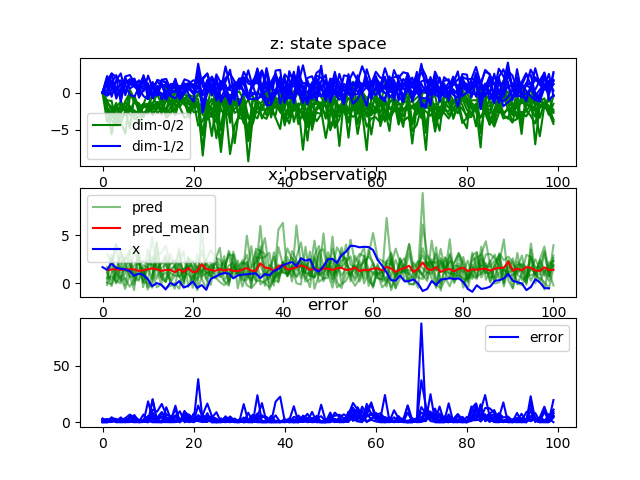 z: state space
0
−5
dim-0/2
dim-1/2
0 20 40 60 80 100
x: observation
5
0
pred
pred_mean
x
0 20 40 60 80 100
error
50
0
error
0 20 40 60 80 100